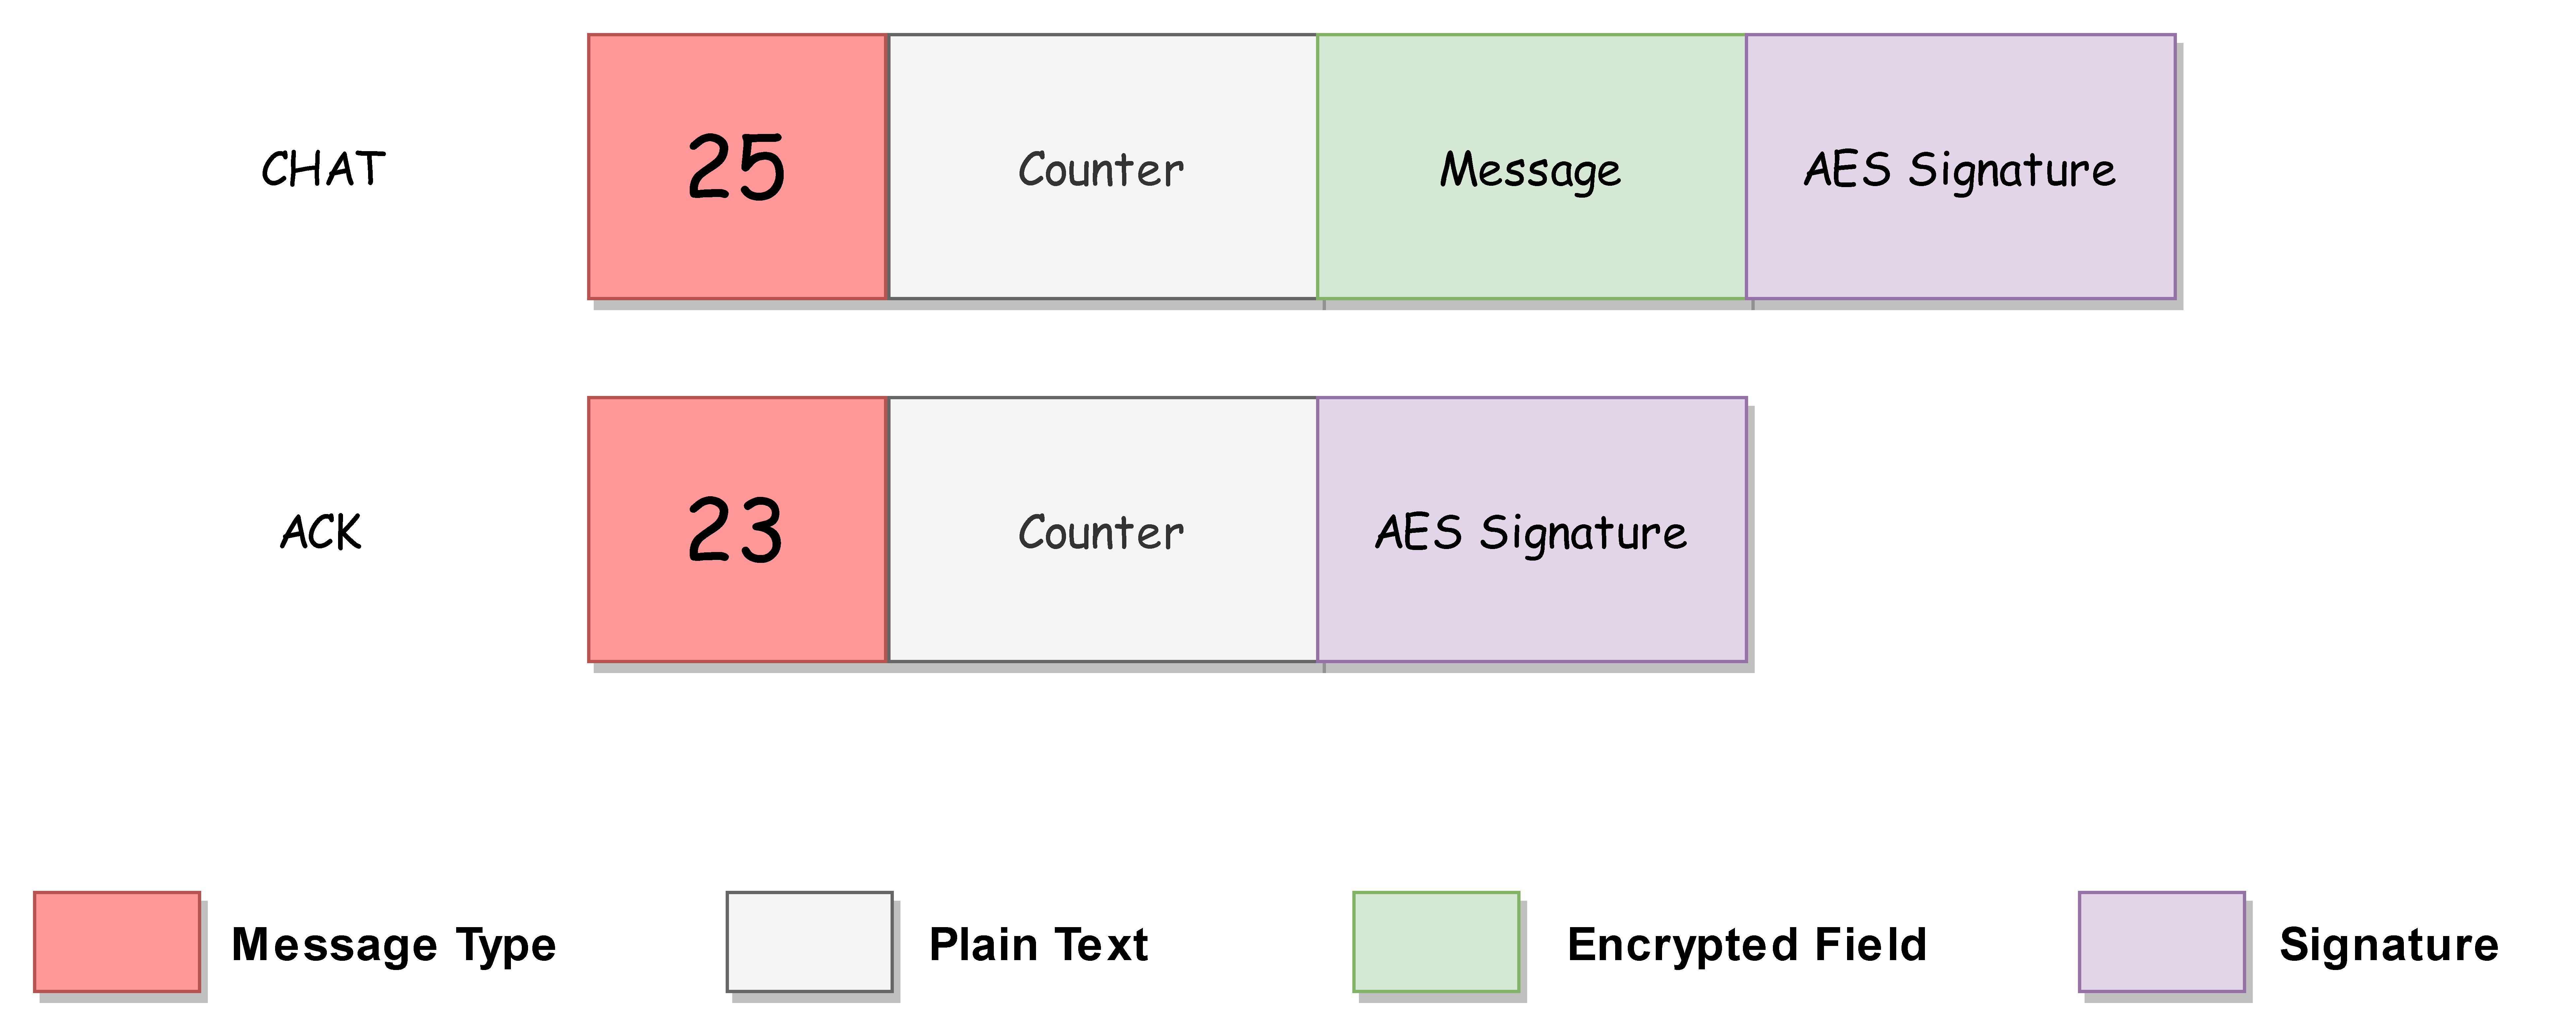 CHAT
25
Counter
Message
AES Signature
ACK
23
Counter
AES Signature
Message Type
Plain Text
Encrypted Field
Signature